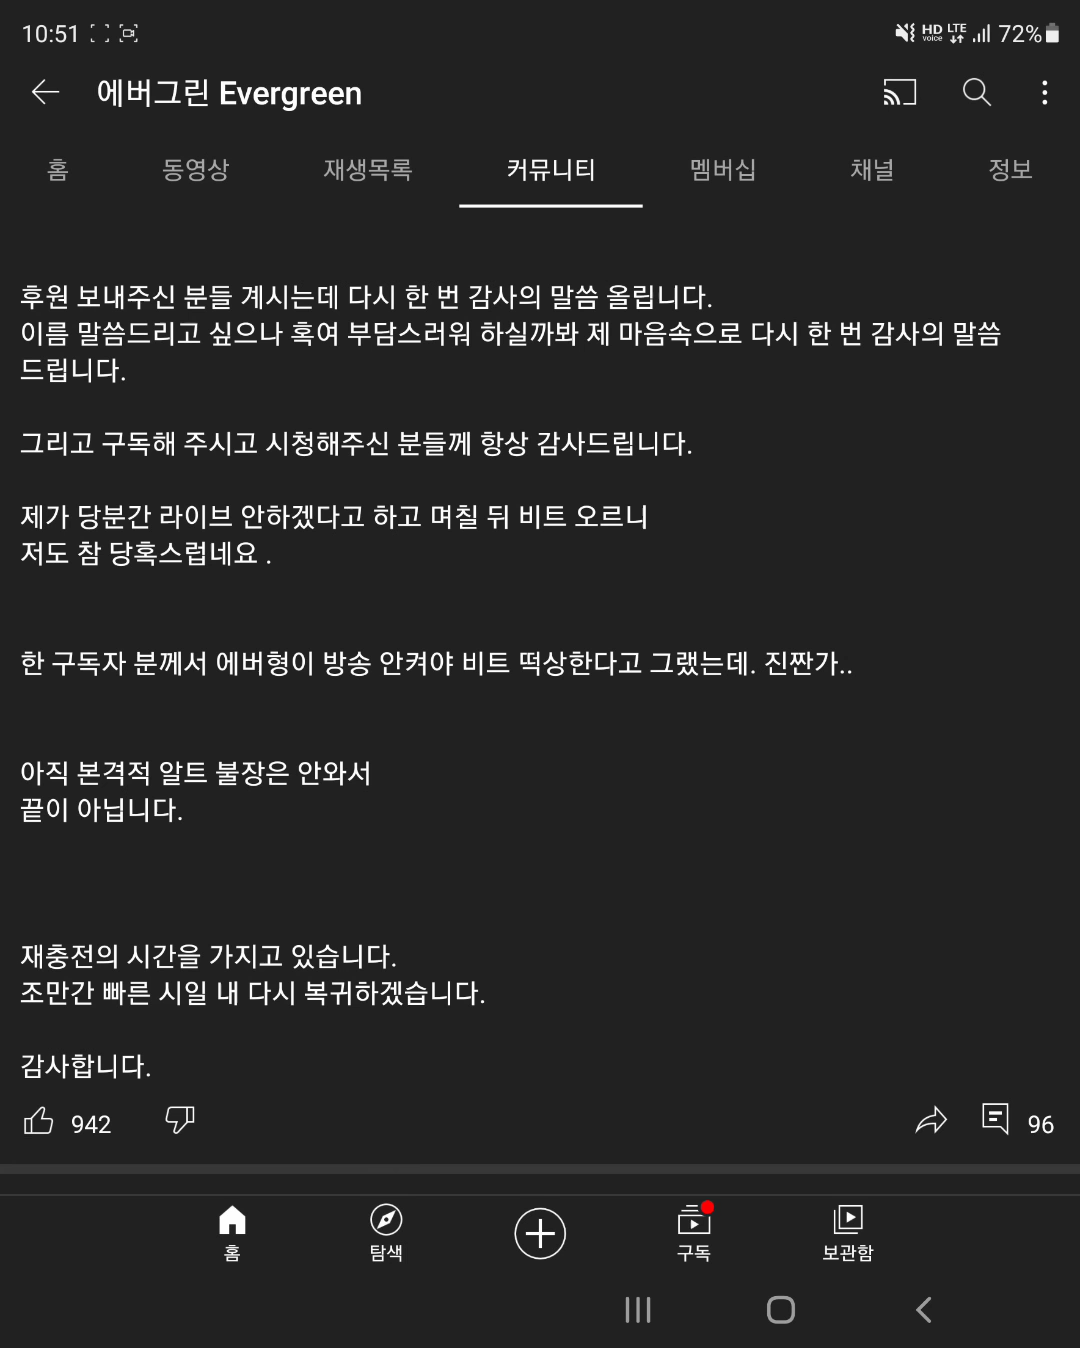 10:51
HD voice LTE 72%
에버그린 Evergreen
홈 동영상 재생목록 커뮤니티 멤버십 채널 정보
후원 보내주신 분들 계시는데 다시 한 번 감사의 말씀 올립니다.
이름 말씀드리고 싶으나 혹여 부담스러워 하실까봐 제 마음속으로 다시 한 번 감사의 말씀
드립니다.
그리고 구독해 주시고 시청해주신 분들께 항상 감사드립니다.
제가 당분간 라이브 안하겠다고 하고 며칠 뒤 비트 오르니
저도 참 당혹스럽네요 .
한 구독자 분께서 에버형이 방송 안켜야 비트 떡상한다고 그랬는데. 진짠가..
아직 본격적 알트 불장은 안와서
끝이 아닙니다.
재충전의 시간을 가지고 있습니다.
조만간 빠른 시일 내 다시 복귀하겠습니다.
감사합니다.
942 96
홈 탐색 구독 보관함